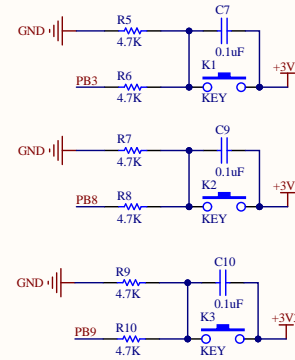 R5
C7
GND
4.7K
0.1uF
R6
K1
+3V
PB3
4.7K
KEY
R7
C9
GND
4.7K
0.1uF
R8
K2
+3V
PB8
4.7K
KEY
R9
C10
GND
4.7K
0.1uF
R10
K3
+3V
PB9
4.7K
KEY